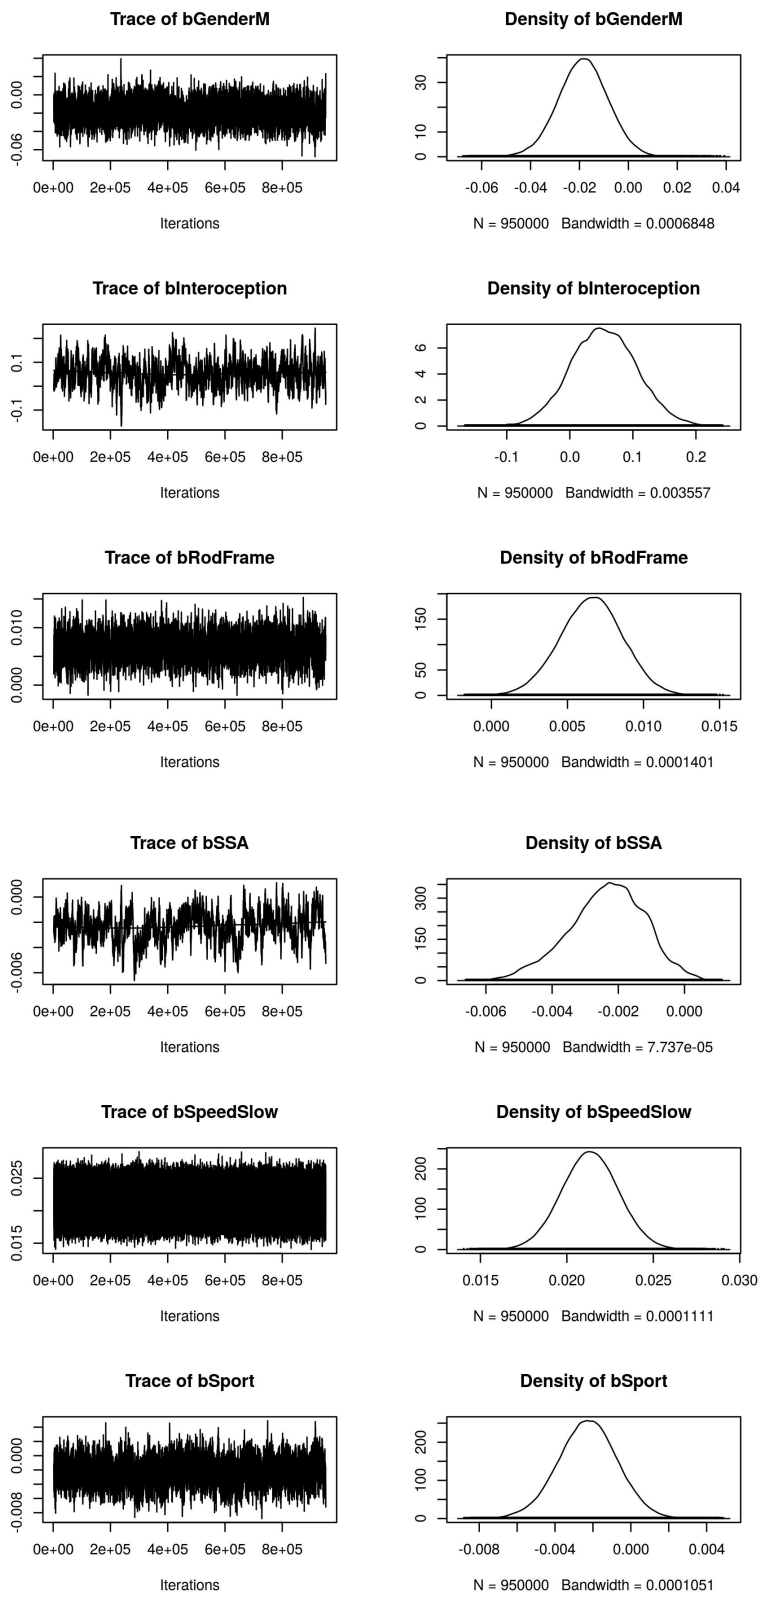 Trace of bGenderM
0.00
-0.06
0e+00 2e+05 4e+05 6e+05 8e+05
Iterations
Density of bGenderM
30
10
0
-0.06 -0.04 -0.02 0.00 0.02 0.04
N = 950000 Bandwidth = 0.0006848
Trace of bInteroception
0.1
-0.1
0e+00 2e+05 4e+05 6e+05 8e+05
Iterations
Density of bInteroception
6
4
2
0
-0.1 0.0 0.1 0.2
N = 950000 Bandwidth = 0.003557
Trace of bRodFrame
0.010
0.000
0e+00 2e+05 4e+05 6e+05 8e+05
Iterations
Density of bRodFrame
150
50
0
0.000 0.005 0.010 0.015
N = 950000 Bandwidth = 0.0001401
Trace of bSSA
0.000
-0.006
0e+00 2e+05 4e+05 6e+05 8e+05
Iterations
Density of bSSA
300
150
0
-0.006 -0.004 -0.002 0.000
N = 950000 Bandwidth = 7.737e-05
Trace of bSpeedSlow
0.025
0.015
0e+00 2e+05 4e+05 6e+05 8e+05
Iterations
Density of bSpeedSlow
200
100
0
0.015 0.020 0.025 0.030
N = 950000 Bandwidth = 0.0001111
Trace of bSport
0.000
-0.008
0e+00 2e+05 4e+05 6e+05 8e+05
Iterations
Density of bSport
200
100
0
-0.008 -0.004 0.000 0.004
N = 950000 Bandwidth = 0.0001051